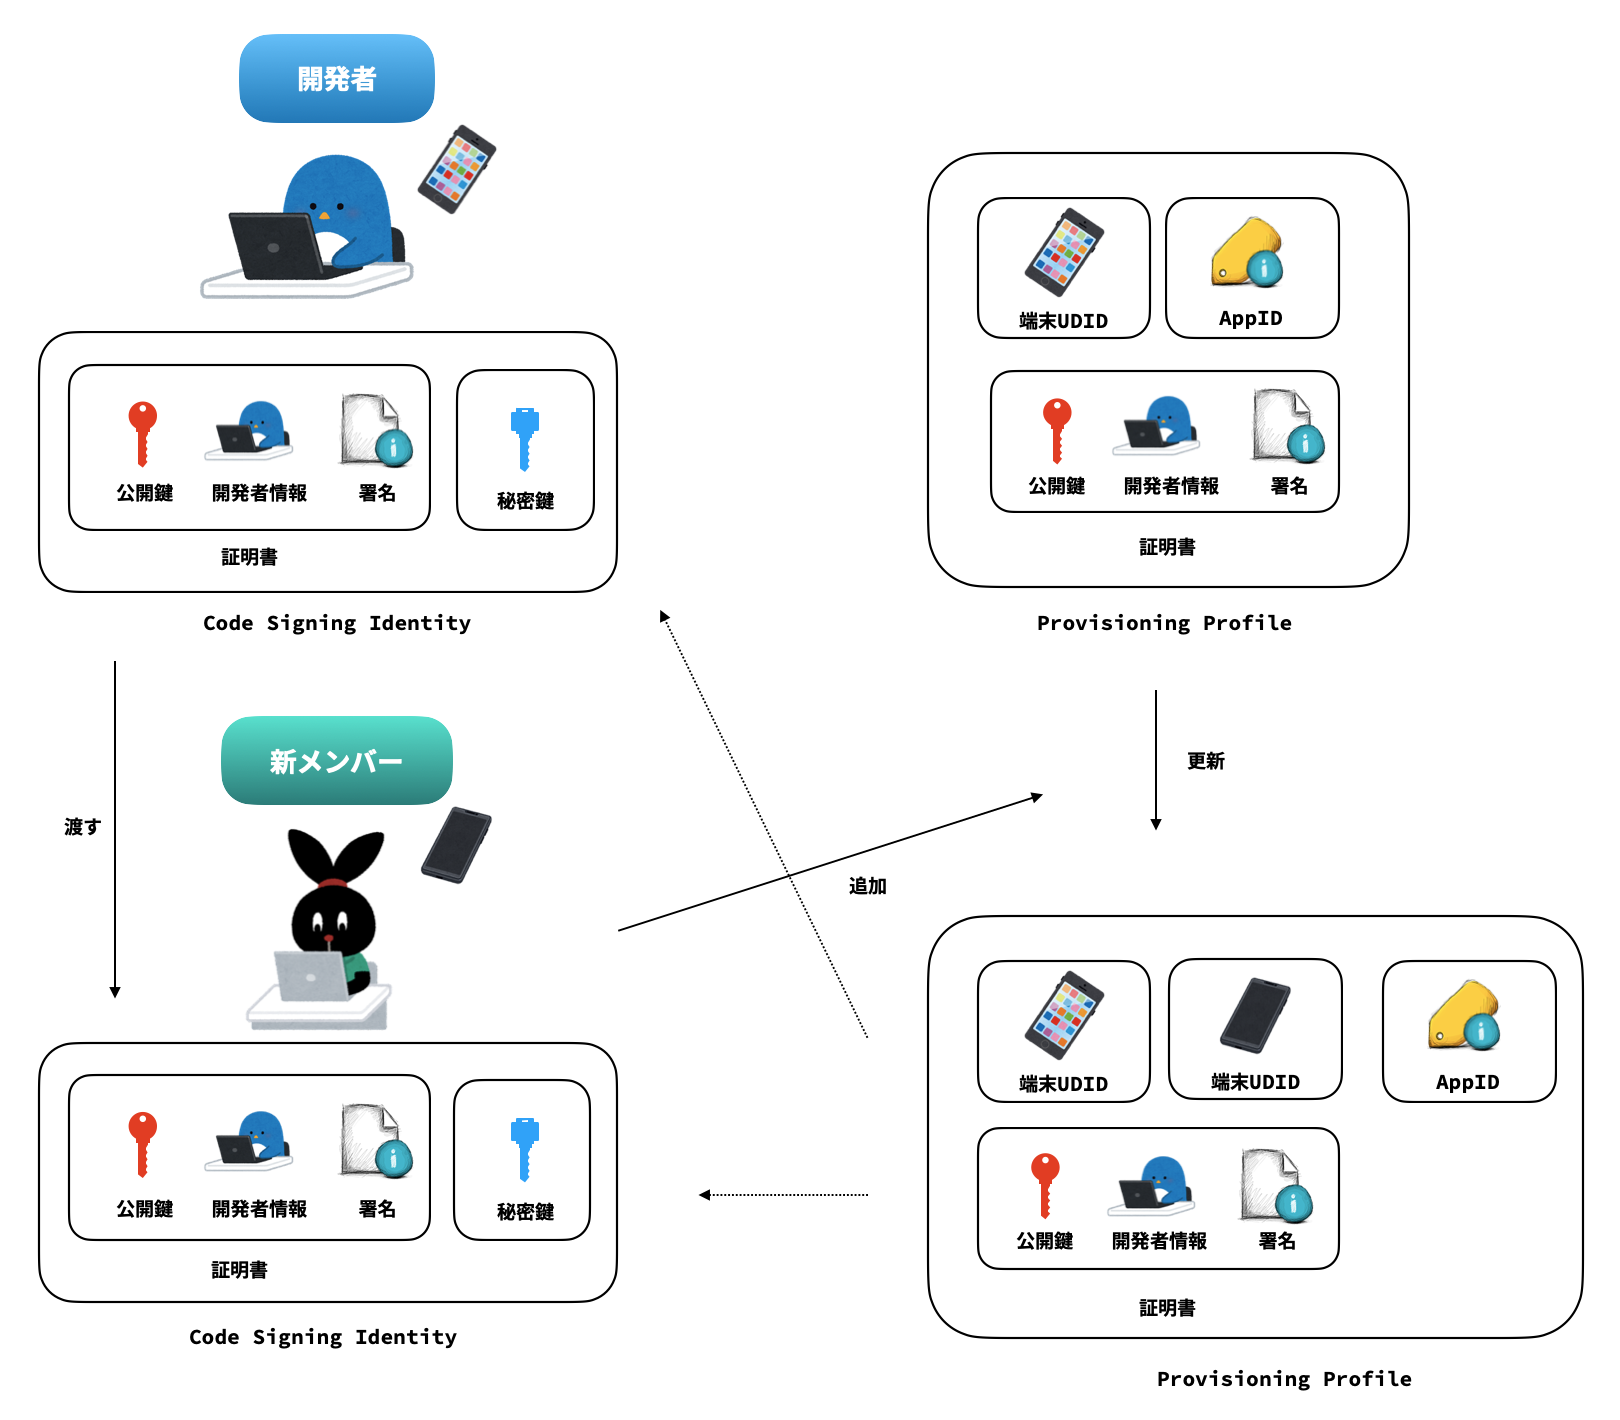 開発者
公開鍵
開発者情報
署名
秘密鍵
証明書
Code Signing Identity
端末UDID
AppID
公開鍵
開発者情報
署名
証明書
Provisioning Profile
渡す
新メンバー
追加
更新
公開鍵
開発者情報
署名
秘密鍵
証明書
Code Signing Identity
端末UDID
端末UDID
AppID
公開鍵
開発者情報
署名
証明書
Provisioning Profile